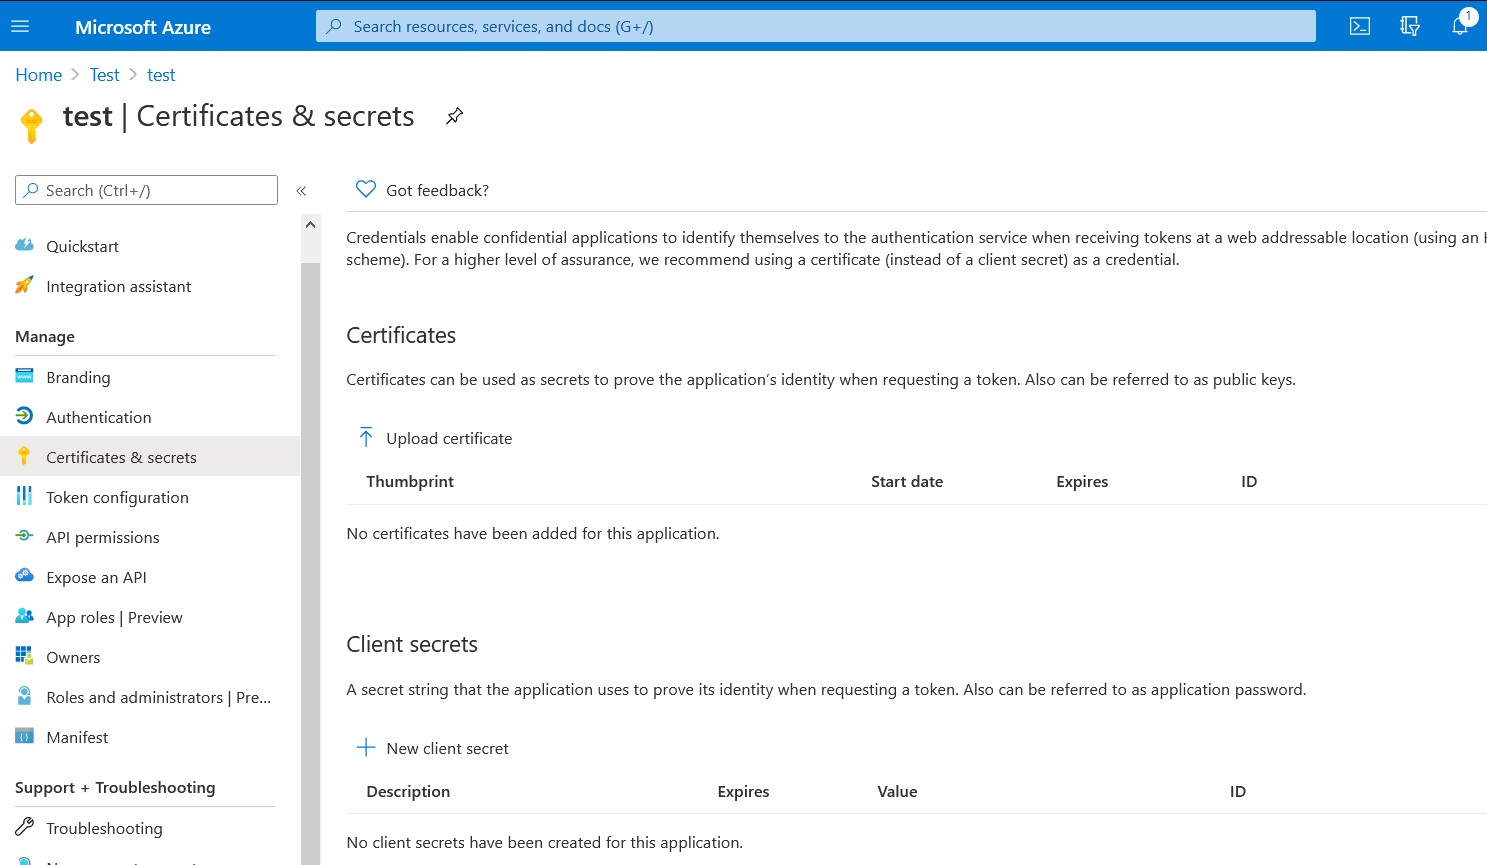 Microsoft Azure
Search resources, services, and docs (G+/)
1
Home > Test > test
test | Certificates & secrets
Search (Ctrl+/)
«
Quickstart
Integration assistant
Manage
Branding
Authentication
Certificates & secrets
Token configuration
API permissions
Expose an API
App roles | Preview
Owners
Roles and administrators | Pre...
Manifest
Support + Troubleshooting
Troubleshooting
Got feedback?
Credentials enable confidential applications to identify themselves to the authentication service when receiving tokens at a web addressable location (using an
scheme). For a higher level of assurance, we recommend using a certificate (instead of a client secret) as a credential.
Certificates
Certificates can be used as secrets to prove the application's identity when requesting a token. Also can be referred to as public keys.
Upload certificate
Thumbprint Start date Expires ID
No certificates have been added for this application.
Client secrets
A secret string that the application uses to prove its identity when requesting a token. Also can be referred to as application password.
New client secret
Description Expires Value ID
No client secrets have been created for this application.